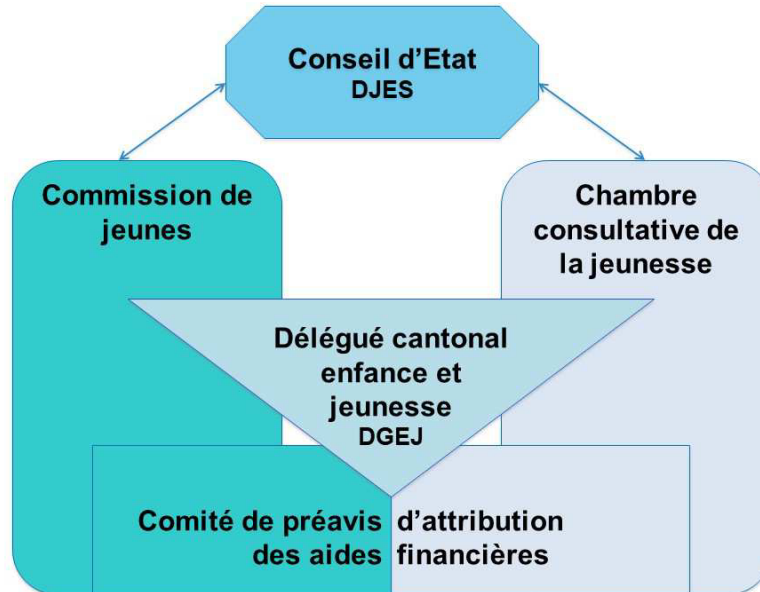 Conseil d'Etat
DJES
Commission de
jeunes
Chambre
consultative de
la jeunesse
Délégué cantonal
enfance et
jeunesse
DGEJ
Comité de préavis d'attribution
des aides financières